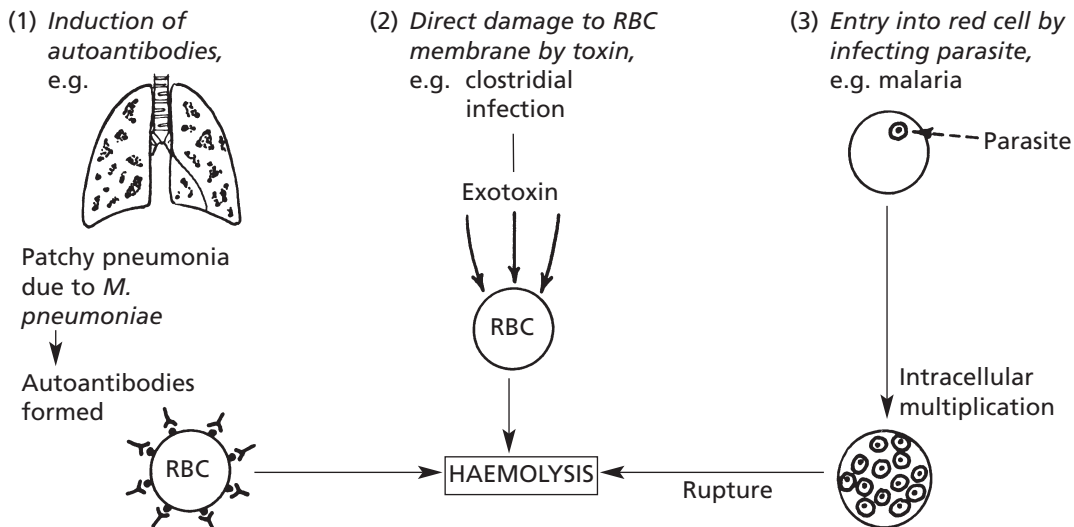 (1) Induction of
autoantibodies,
e.g.
Patchy pneumonia
due to M.
pneumoniae
Autoantibodies
formed
RBC
(2) Direct damage to RBC
membrane by toxin,
e.g. clostridial
infection
Exotoxin
RBC
HAEMOLYSIS
(3) Entry into red cell by
infecting parasite,
e.g. malaria
Parasite
Intracellular
multiplication
Rupture